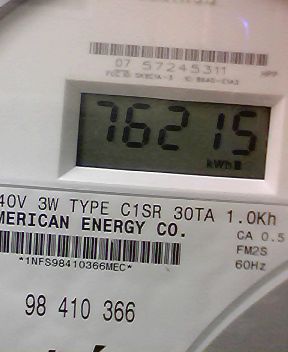 07 57245311
76215
kWh
40V 3W TYPE C1SR 30TA 1.0Kh
MERICAN ENERGY CO.
CA 0.5
FM2S
*1NFS98410366MEC*
60Hz
98 410 366